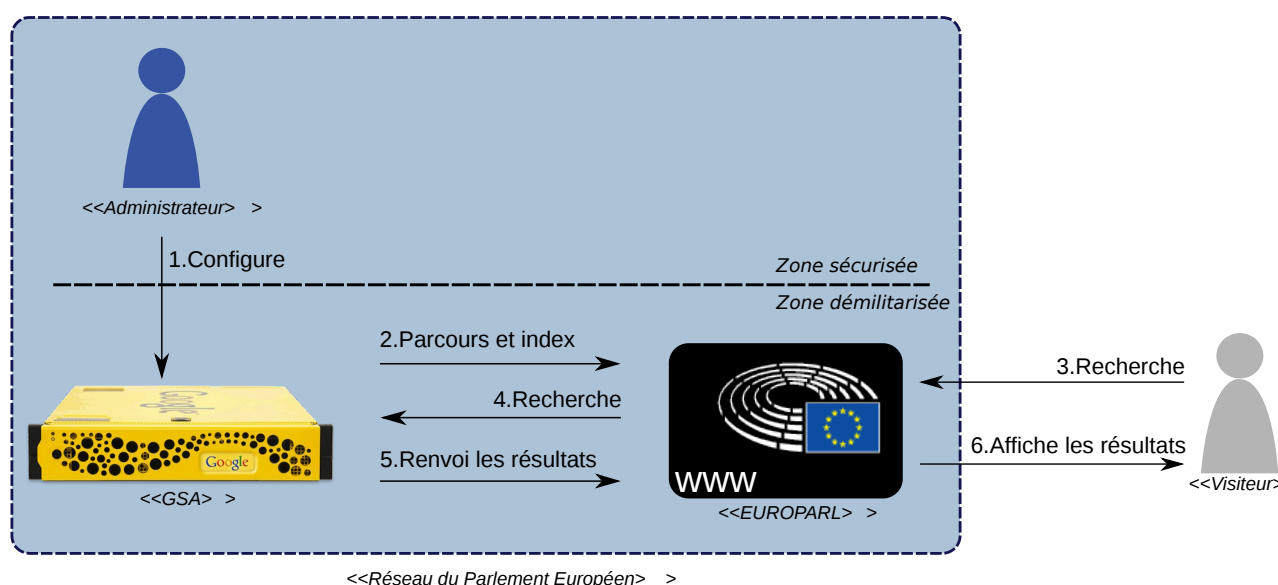 <<Administrateur> >
1.Configure
Zone sécurisée
Zone démilitarisée
2.Parcours et index
3.Recherche
4.Recherche
5.Renvoi les résultats
6.Affiche les résultats
Google
Google
www
<<GSA> >
<<EUROPARL> >
<<Visiteur>
<<Réseau du Parlement Européen> >